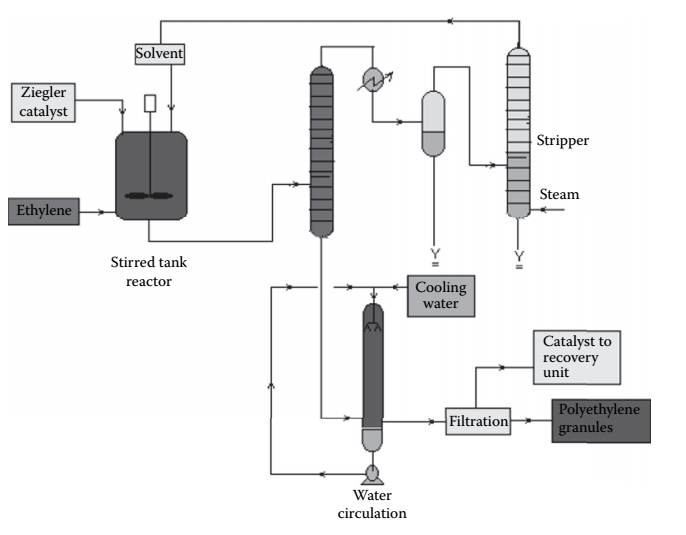 Solvent
Ziegler
catalyst
Stripper
Steam
Ethylene
Stirred tank
reactor
Cooling
water
Catalyst to
recovery
unit
Polyethylene
granules
Filtration
Water
circulation